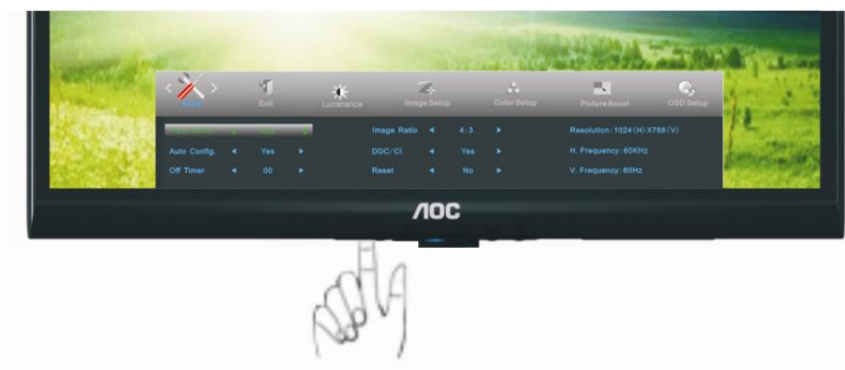 Exit Luminance Image Setup Color Setup Picture Boost OSD Setup
Image Ratio 4:3 Resolution:1024(H)X768(V)
Auto Config. Yes DDC/CI Yes H. Frequency:60KHz
Off Timer 00 Reset No V. Frequency:60Hz
AOC